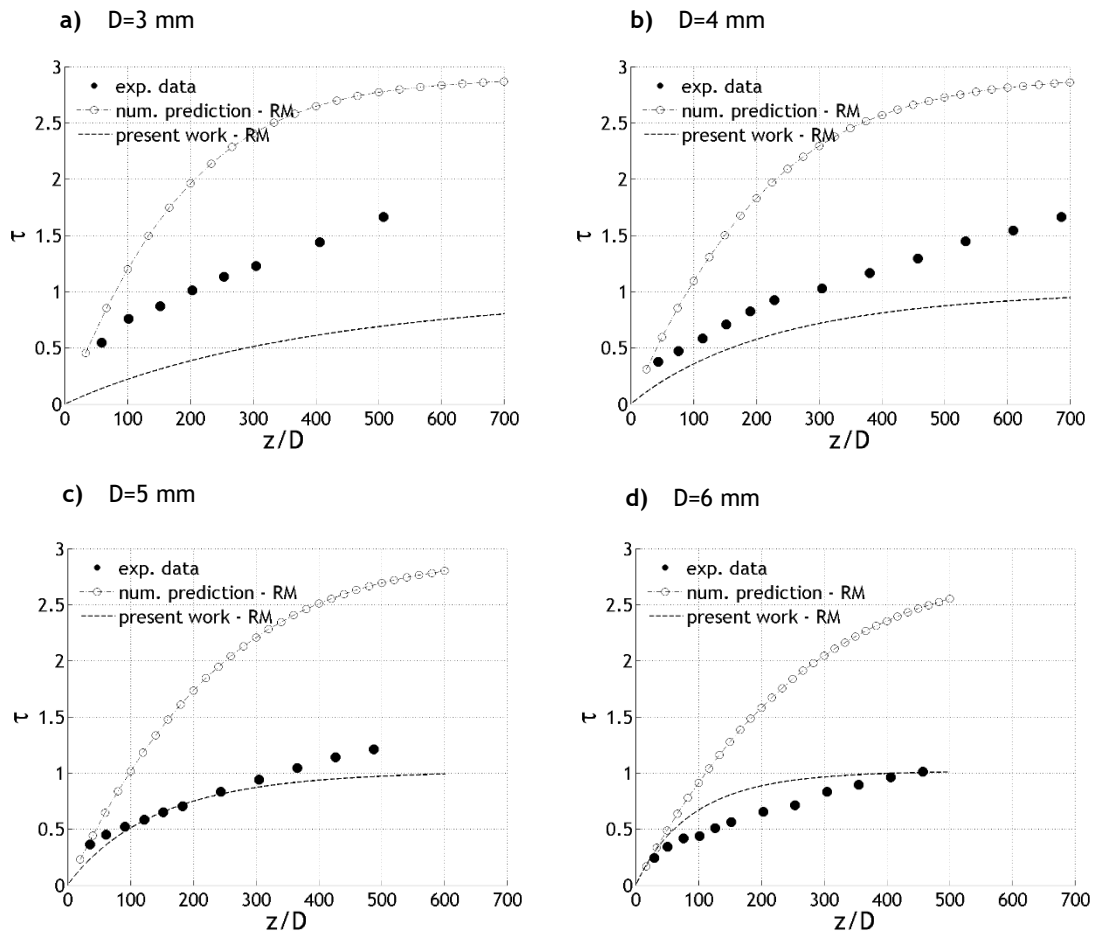 a) D=3 mm
3
2.5
2
1.5
1
0.5
0
τ
exp. data
num. prediction - RM
present work - RM
0 100 200 300 400 500 600 700
z/D
b) D=4 mm
3
2.5
2
1.5
1
0.5
0
τ
exp. data
num. prediction - RM
present work - RM
0 100 200 300 400 500 600 700
z/D
c) D=5 mm
3
2.5
2
1.5
1
0.5
0
τ
exp. data
num. prediction - RM
present work - RM
0 100 200 300 400 500 600 700
z/D
d) D=6 mm
3
2.5
2
1.5
1
0.5
0
τ
exp. data
num. prediction - RM
present work - RM
0 100 200 300 400 500 600 700
z/D